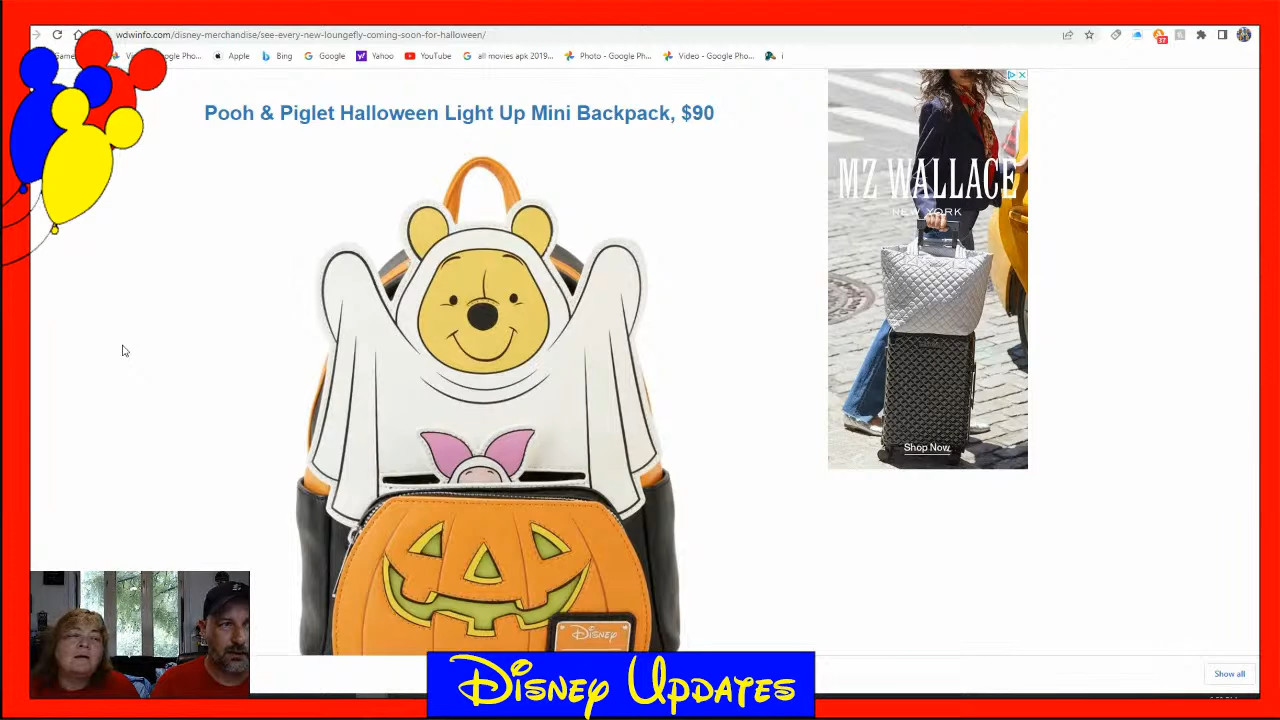 wdwinfo.com/disney-merchandise/see-every-new-loungefly-coming-soon-for-halloween/
Apple Bing Google Yahoo YouTube all movies apk 2019... Photo - Google Ph... Video - Google Pho...
37
Pooh & Piglet Halloween Light Up Mini Backpack, $90
MZ WALLACE
NEW YORK
Shop Now
Disney
Show all
Disney Updates